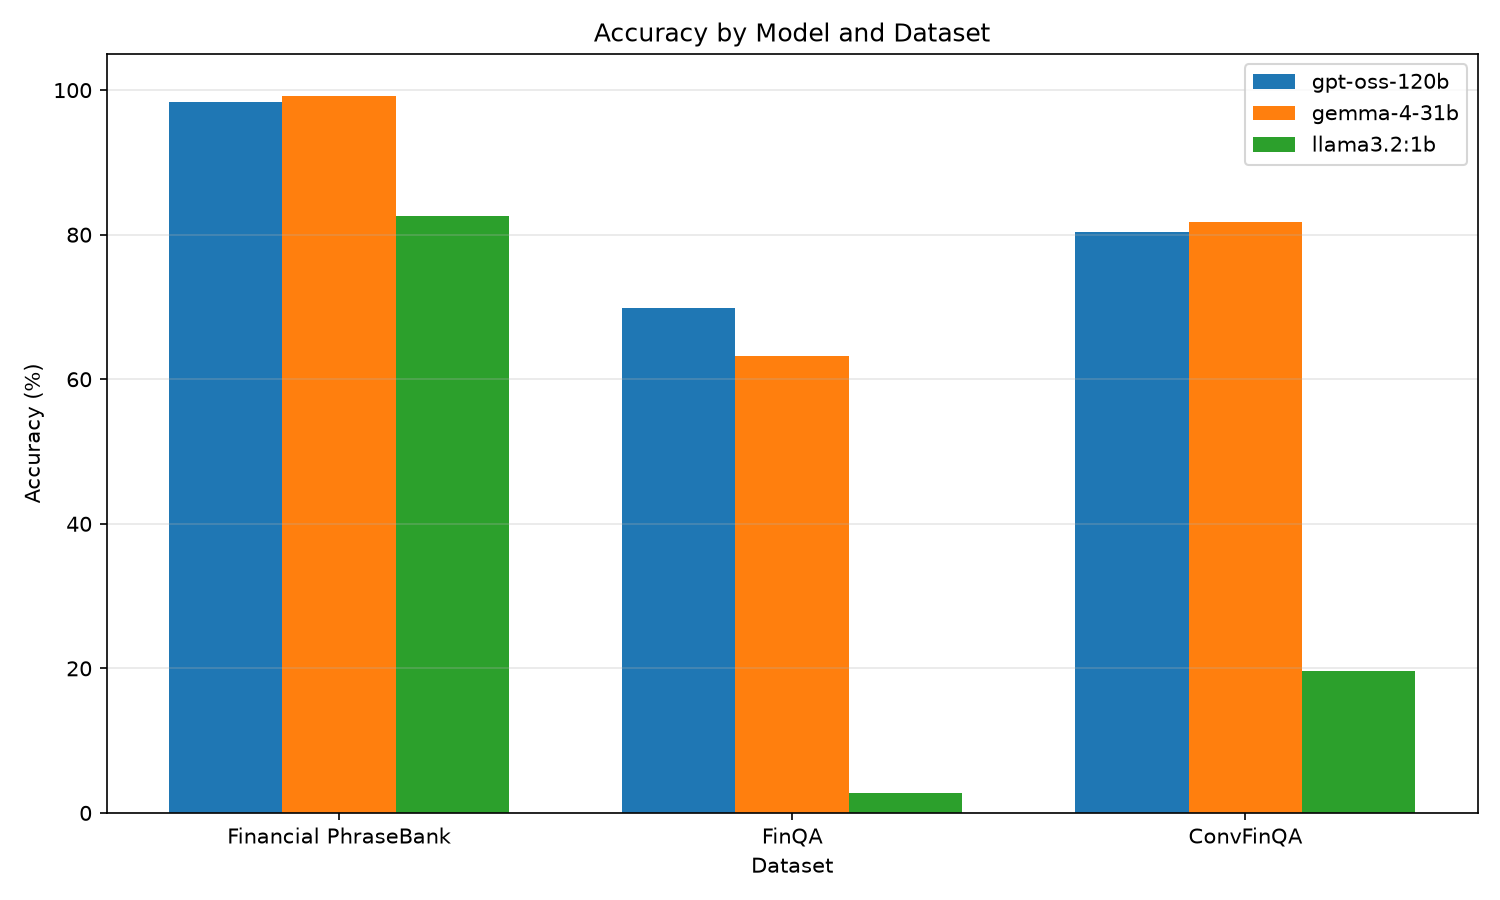 Accuracy by Model and Dataset
gpt-oss-120b
gemma-4-31b
llama3.2:1b
Accuracy (%)
100
80
60
40
20
0
Financial PhraseBank
FinQA
ConvFinQA
Dataset